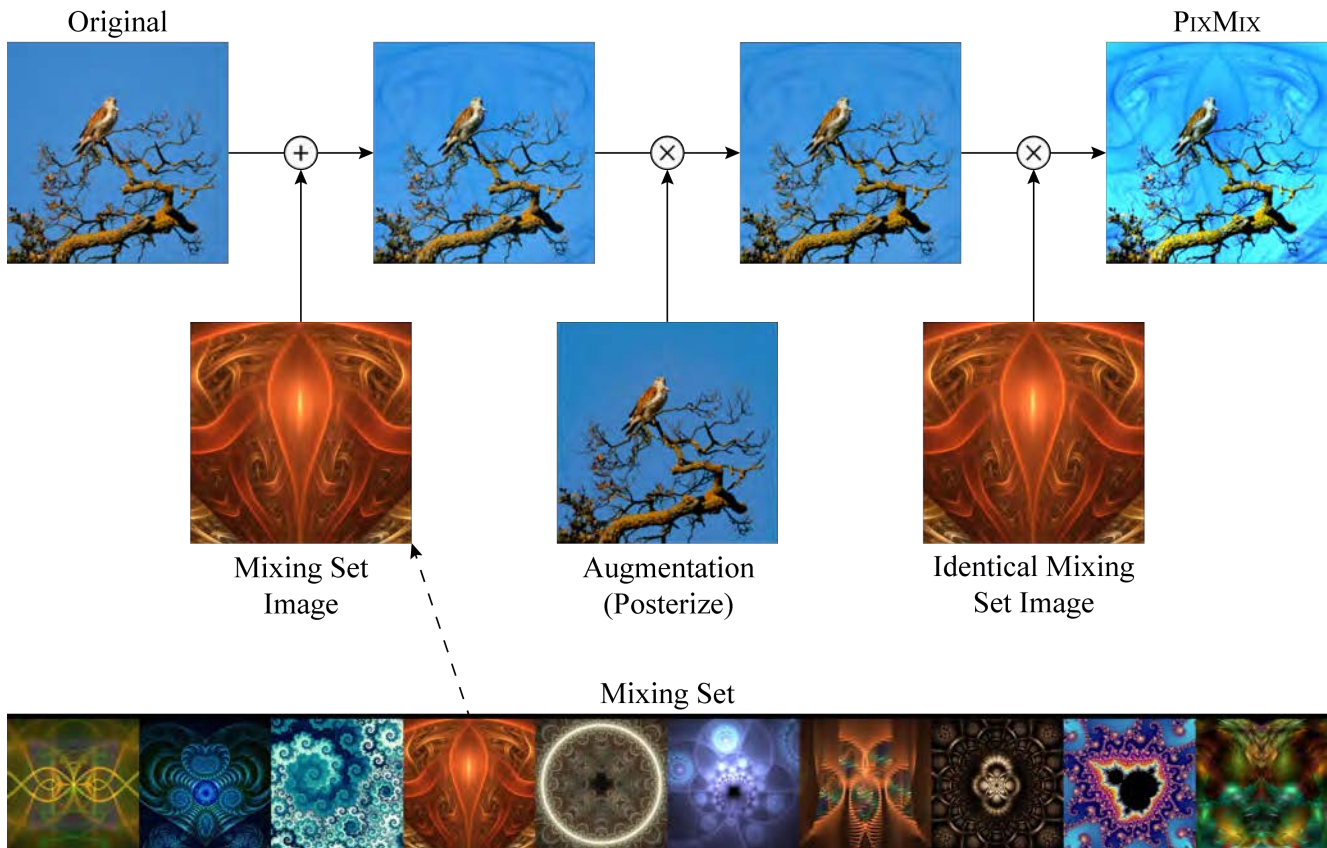 Original
PIXMIX
Mixing Set
Image
Augmentation
(Posterize)
Identical Mixing
Set Image
Mixing Set